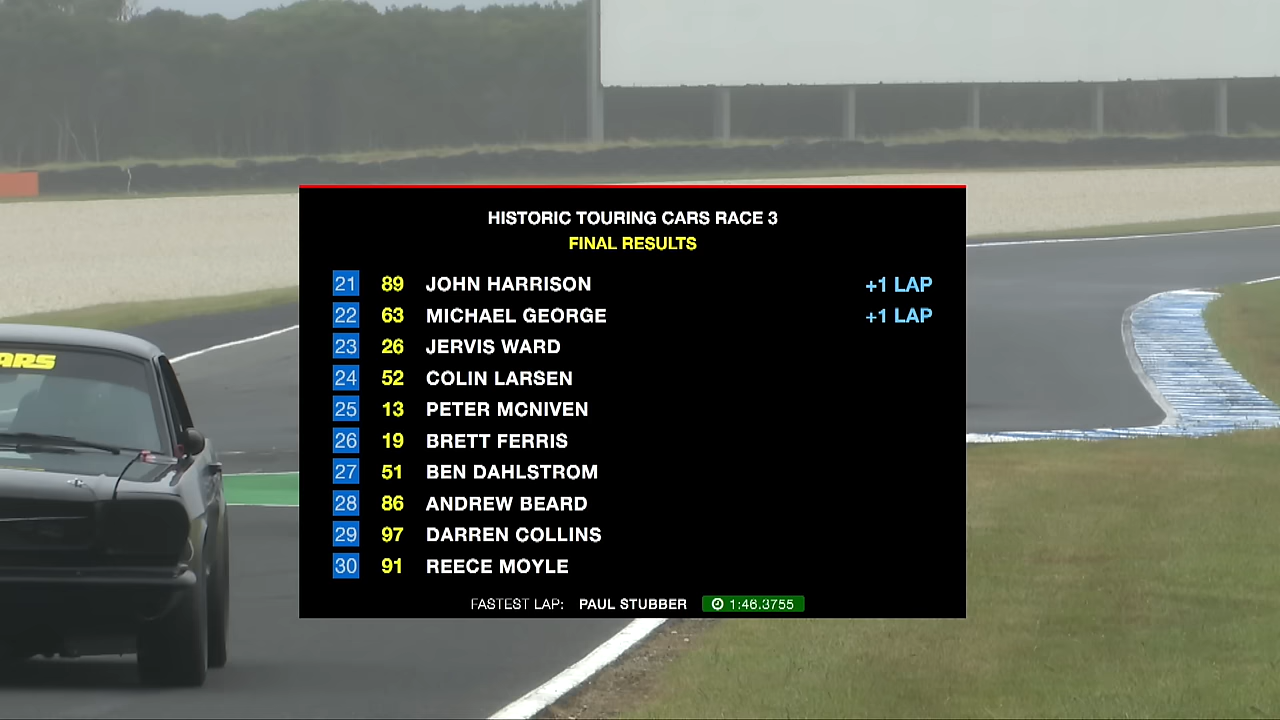 HISTORIC TOURING CARS RACE 3
FINAL RESULTS
21 89 JOHN HARRISON +1 LAP
22 63 MICHAEL GEORGE +1 LAP
23 26 JERVIS WARD
24 52 COLIN LARSEN
25 13 PETER MCNIVEN
26 19 BRETT FERRIS
27 51 BEN DAHLSTROM
28 86 ANDREW BEARD
29 97 DARREN COLLINS
30 91 REECE MOYLE
FASTEST LAP: PAUL STUBBER 1:46.3755
ARS